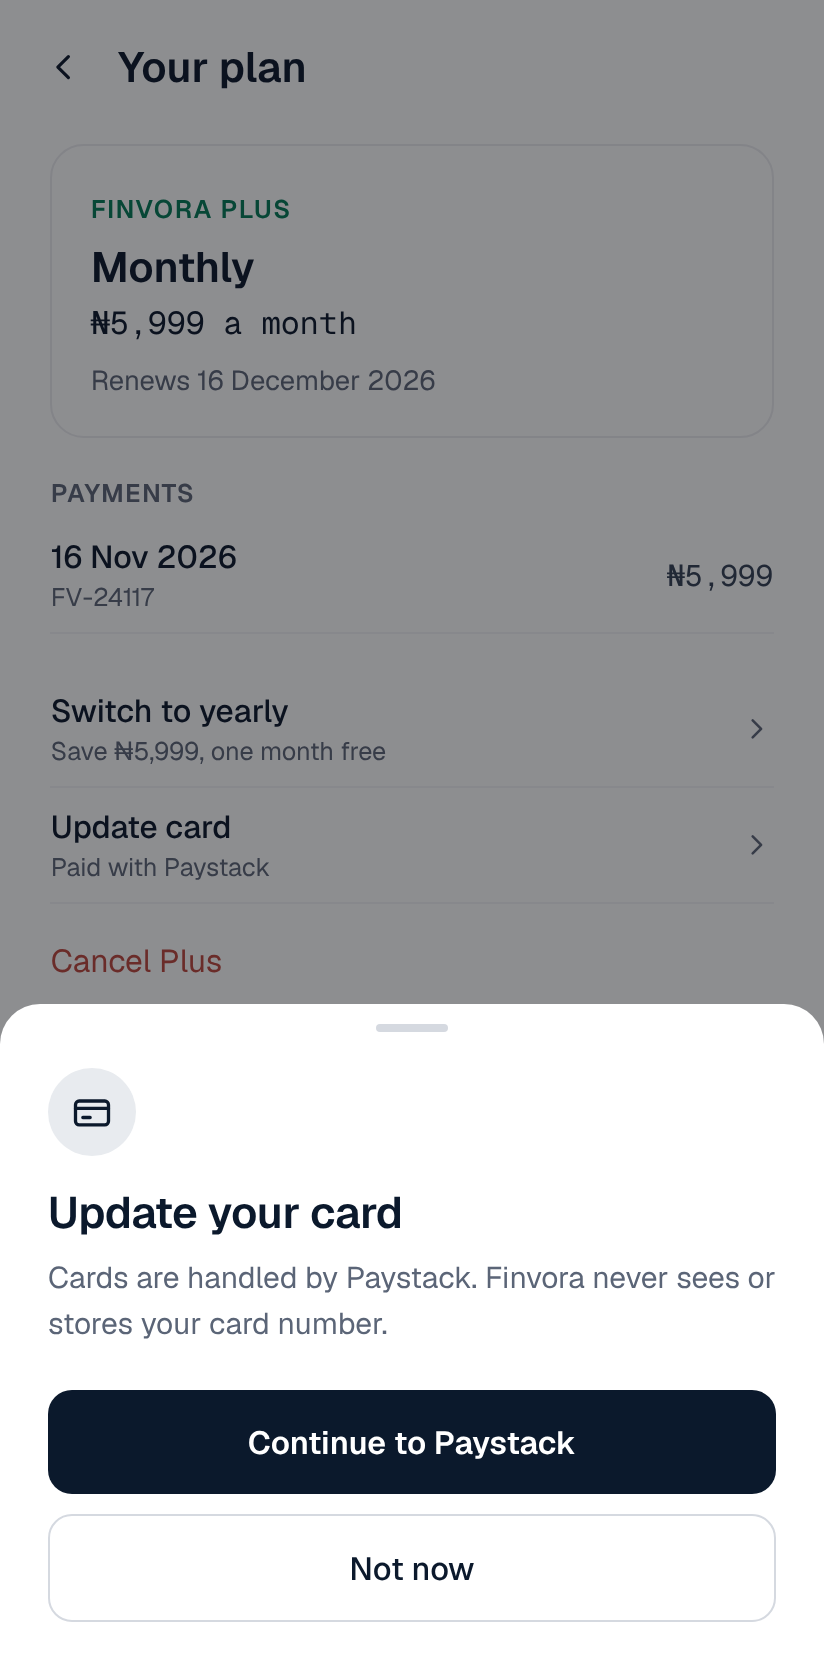 Your plan
FINVORA PLUS
Monthly
₦5,999 a month
Renews 16 December 2026
PAYMENTS
16 Nov 2026
FV-24117
₦5,999
Switch to yearly
Save ₦5,999, one month free
Update card
Paid with Paystack
Cancel Plus
Update your card
Cards are handled by Paystack. Finvora never sees or
stores your card number.
Continue to Paystack
Not now